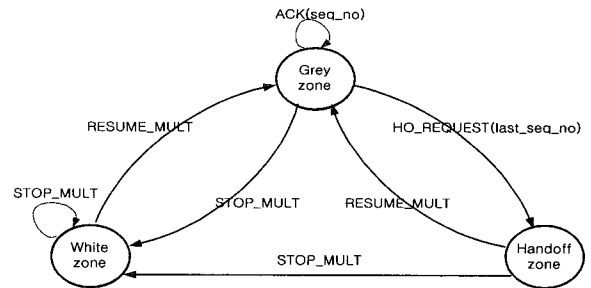 ACK(seq_no)
Grey
zone
RESUME_MULT
HO_REQUEST(last_seq_no)
STOP_MULT
STOP_MULT
RESUME_MULT
White
zone
Handoff
zone
STOP_MULT